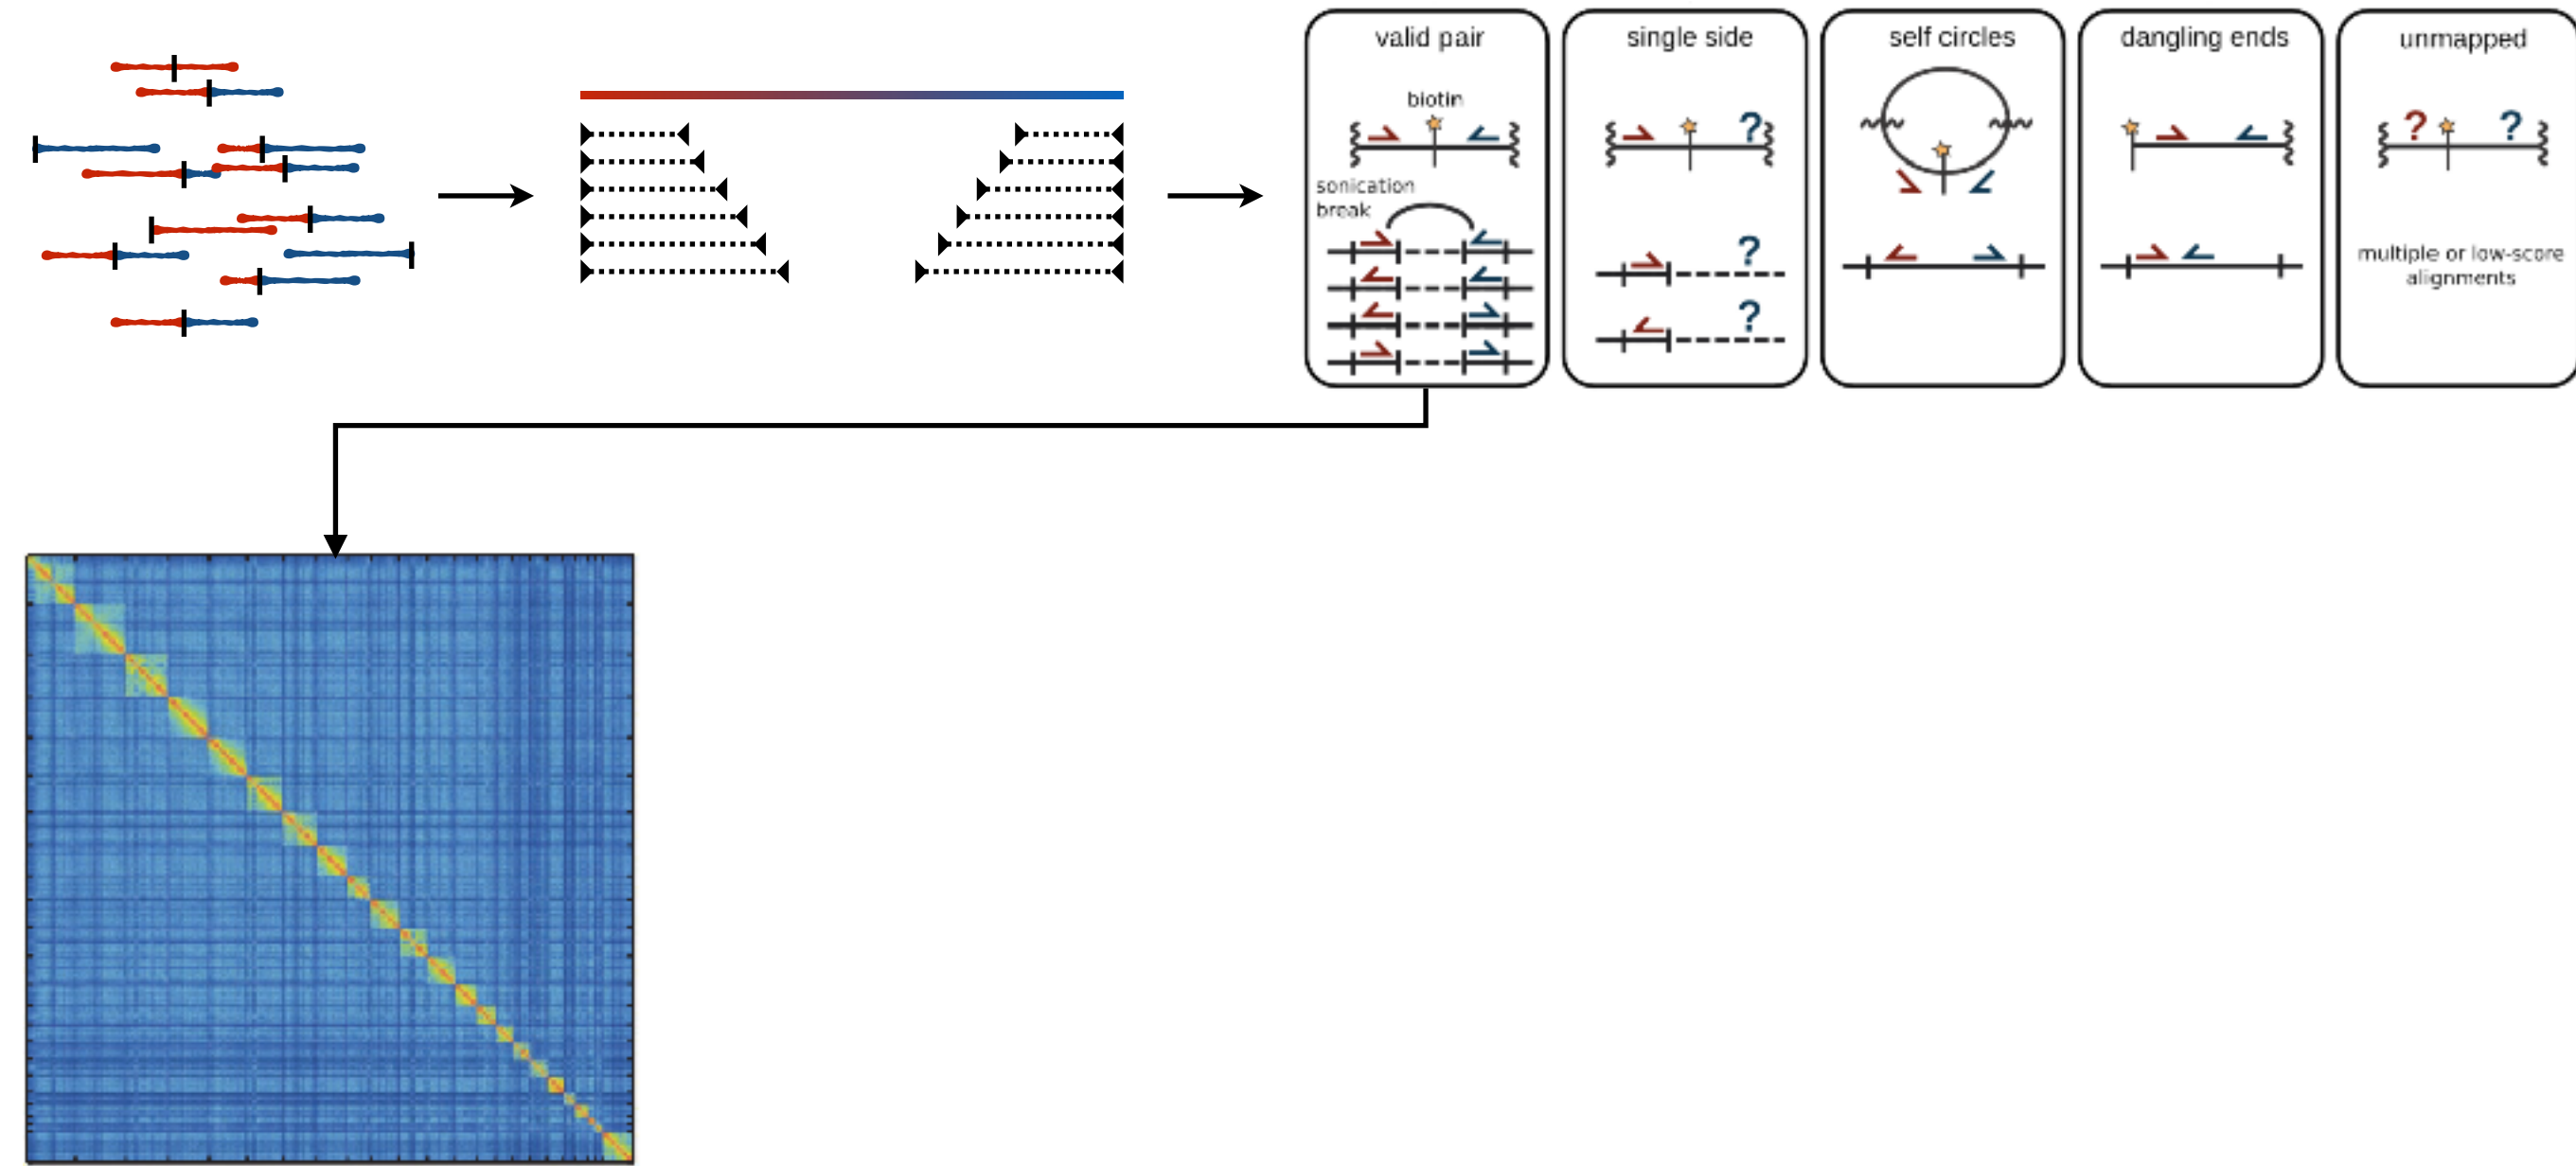 valid pair
biotin
sonication
break
single side
?
?
?
self circles
dangling ends
unmapped
? ?
multiple or low-score
alignments